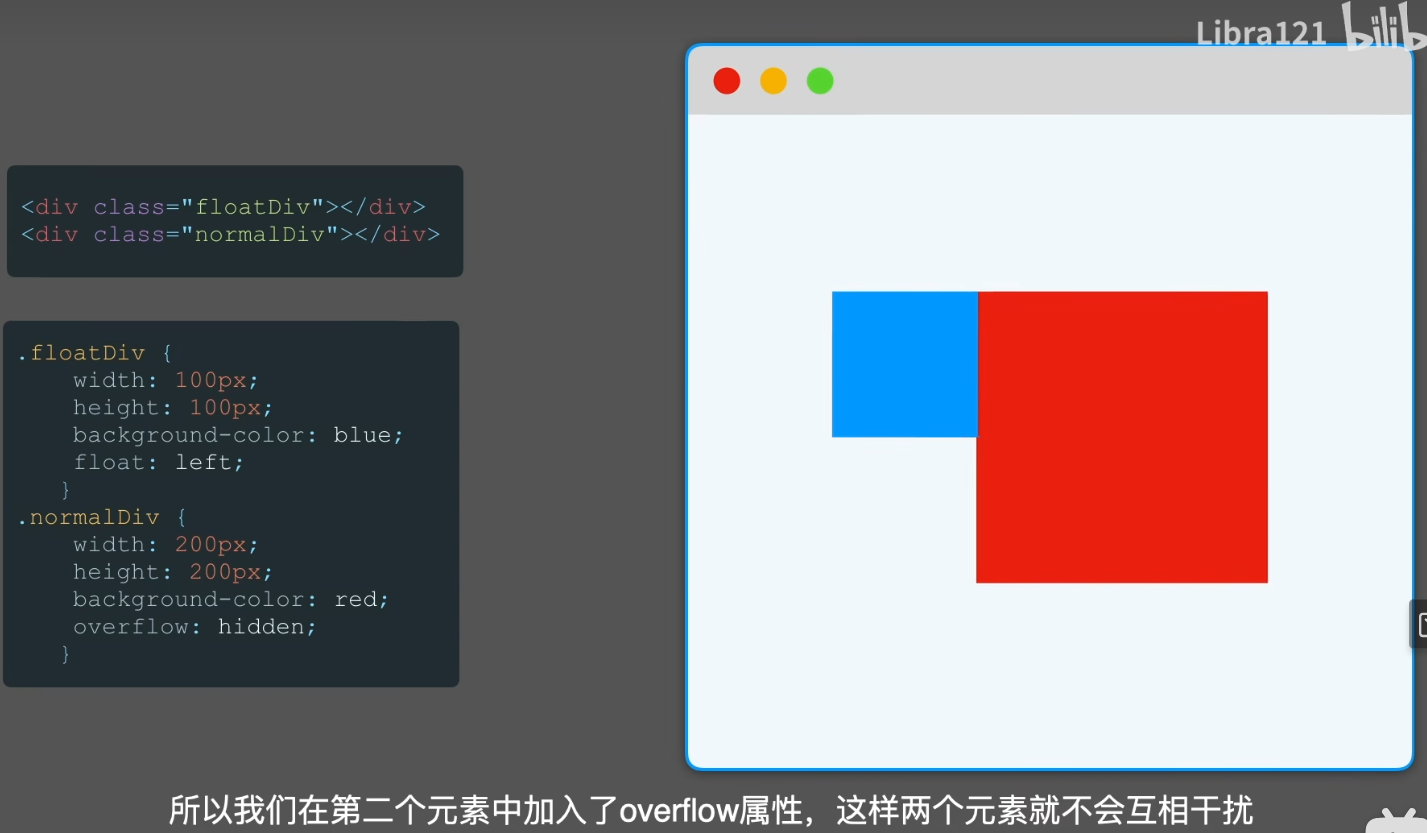 Libra121 bilib
<div class="floatDiv"></div>
<div class="normalDiv"></div>
.floatDiv {
    width: 100px;
    height: 100px;
    background-color: blue;
    float: left;
   }
.normalDiv {
    width: 200px;
    height: 200px;
    background-color: red;
    overflow: hidden;
   }
所以我们在第二个元素中加入了overflow属性，这样两个元素就不会互相干扰